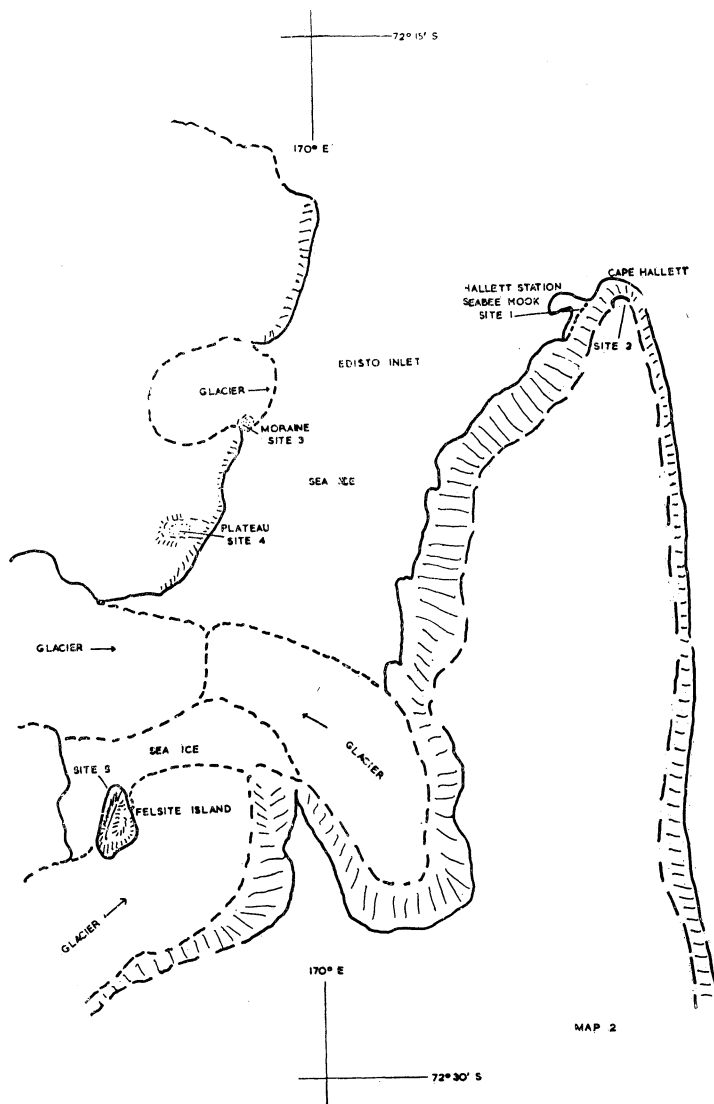 72° 15' S
170° E
CAPE HALLETT
HALLETT STATION
SEABEE HOOK
SITE 1
SITE 2
EDISTO INLET
GLACIER
MORAINE
SITE 3
SEA ICE
PLATEAU
SITE 4
GLACIER
GLACIER
SEA ICE
SITE 5
FELSITE ISLAND
GLACIER
170° E
MAP 2
72° 30' S